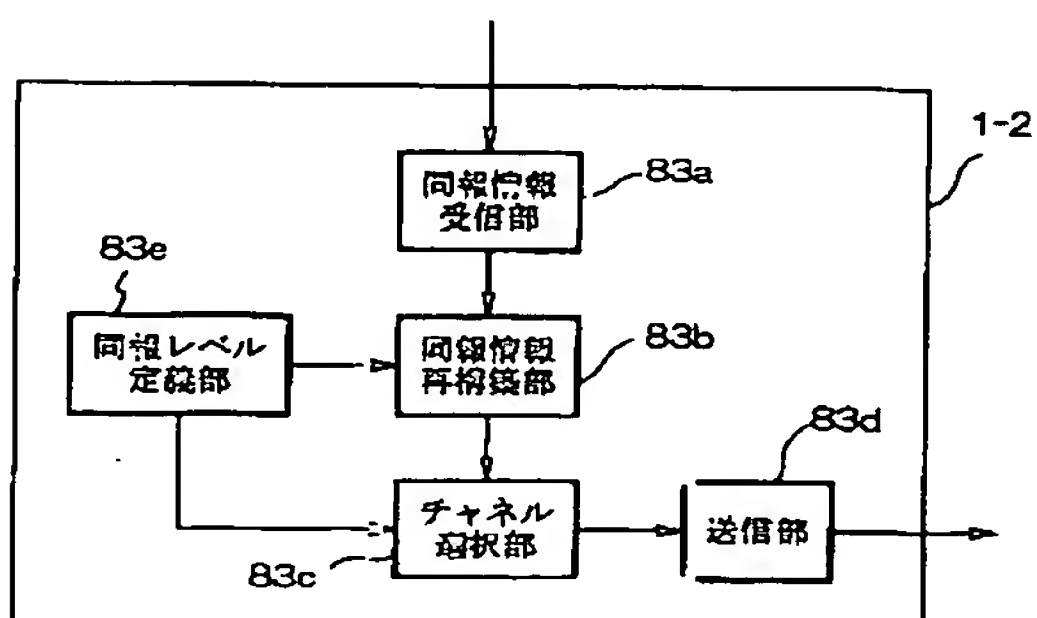 1-2
同報情報
受信部
83a
83e
同報レベル
定義部
同報情報
再構築部
83b
83d
チャネル
選択部
送信部
83c